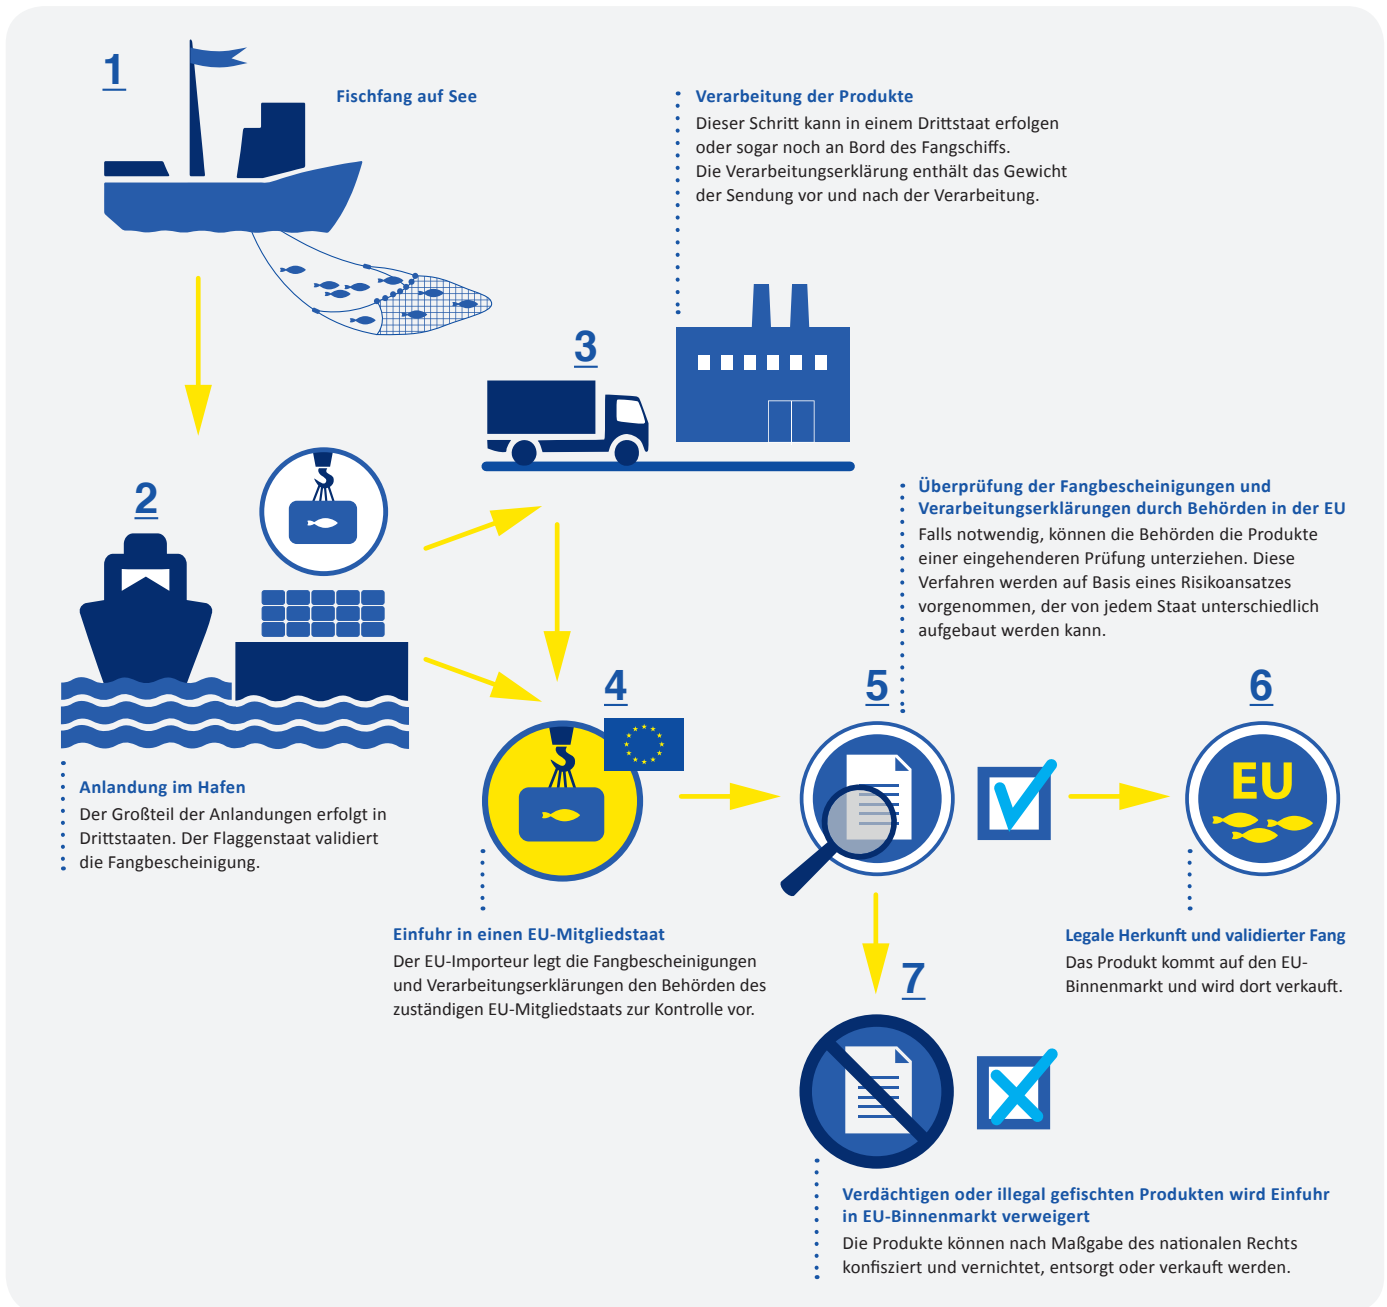 1
Fischfang auf See
Verarbeitung der Produkte
Dieser Schritt kann in einem Drittstaat erfolgen
oder sogar noch an Bord des Fangschiffs.
Die Verarbeitungserklärung enthält das Gewicht
der Sendung vor und nach der Verarbeitung.
3
2
Anlandung im Hafen
Der Großteil der Anlandungen erfolgt in
Drittstaaten. Der Flaggenstaat validiert
die Fangbescheinigung.
4
Einfuhr in einen EU-Mitgliedstaat
Der EU-Importeur legt die Fangbescheinigungen
und Verarbeitungserklärungen den Behörden des
zuständigen EU-Mitgliedstaats zur Kontrolle vor.
Überprüfung der Fangbescheinigungen und
Verarbeitungserklärungen durch Behörden in der EU
Falls notwendig, können die Behörden die Produkte
einer eingehenderen Prüfung unterziehen. Diese
Verfahren werden auf Basis eines Risikoansatzes
vorgenommen, der von jedem Staat unterschiedlich
aufgebaut werden kann.
5
6
EU
Legale Herkunft und validierter Fang
Das Produkt kommt auf den EU-
Binnenmarkt und wird dort verkauft.
7
Verdächtigen oder illegal gefischten Produkten wird Einfuhr
in EU-Binnenmarkt verweigert
Die Produkte können nach Maßgabe des nationalen Rechts
konfisziert und vernichtet, entsorgt oder verkauft werden.